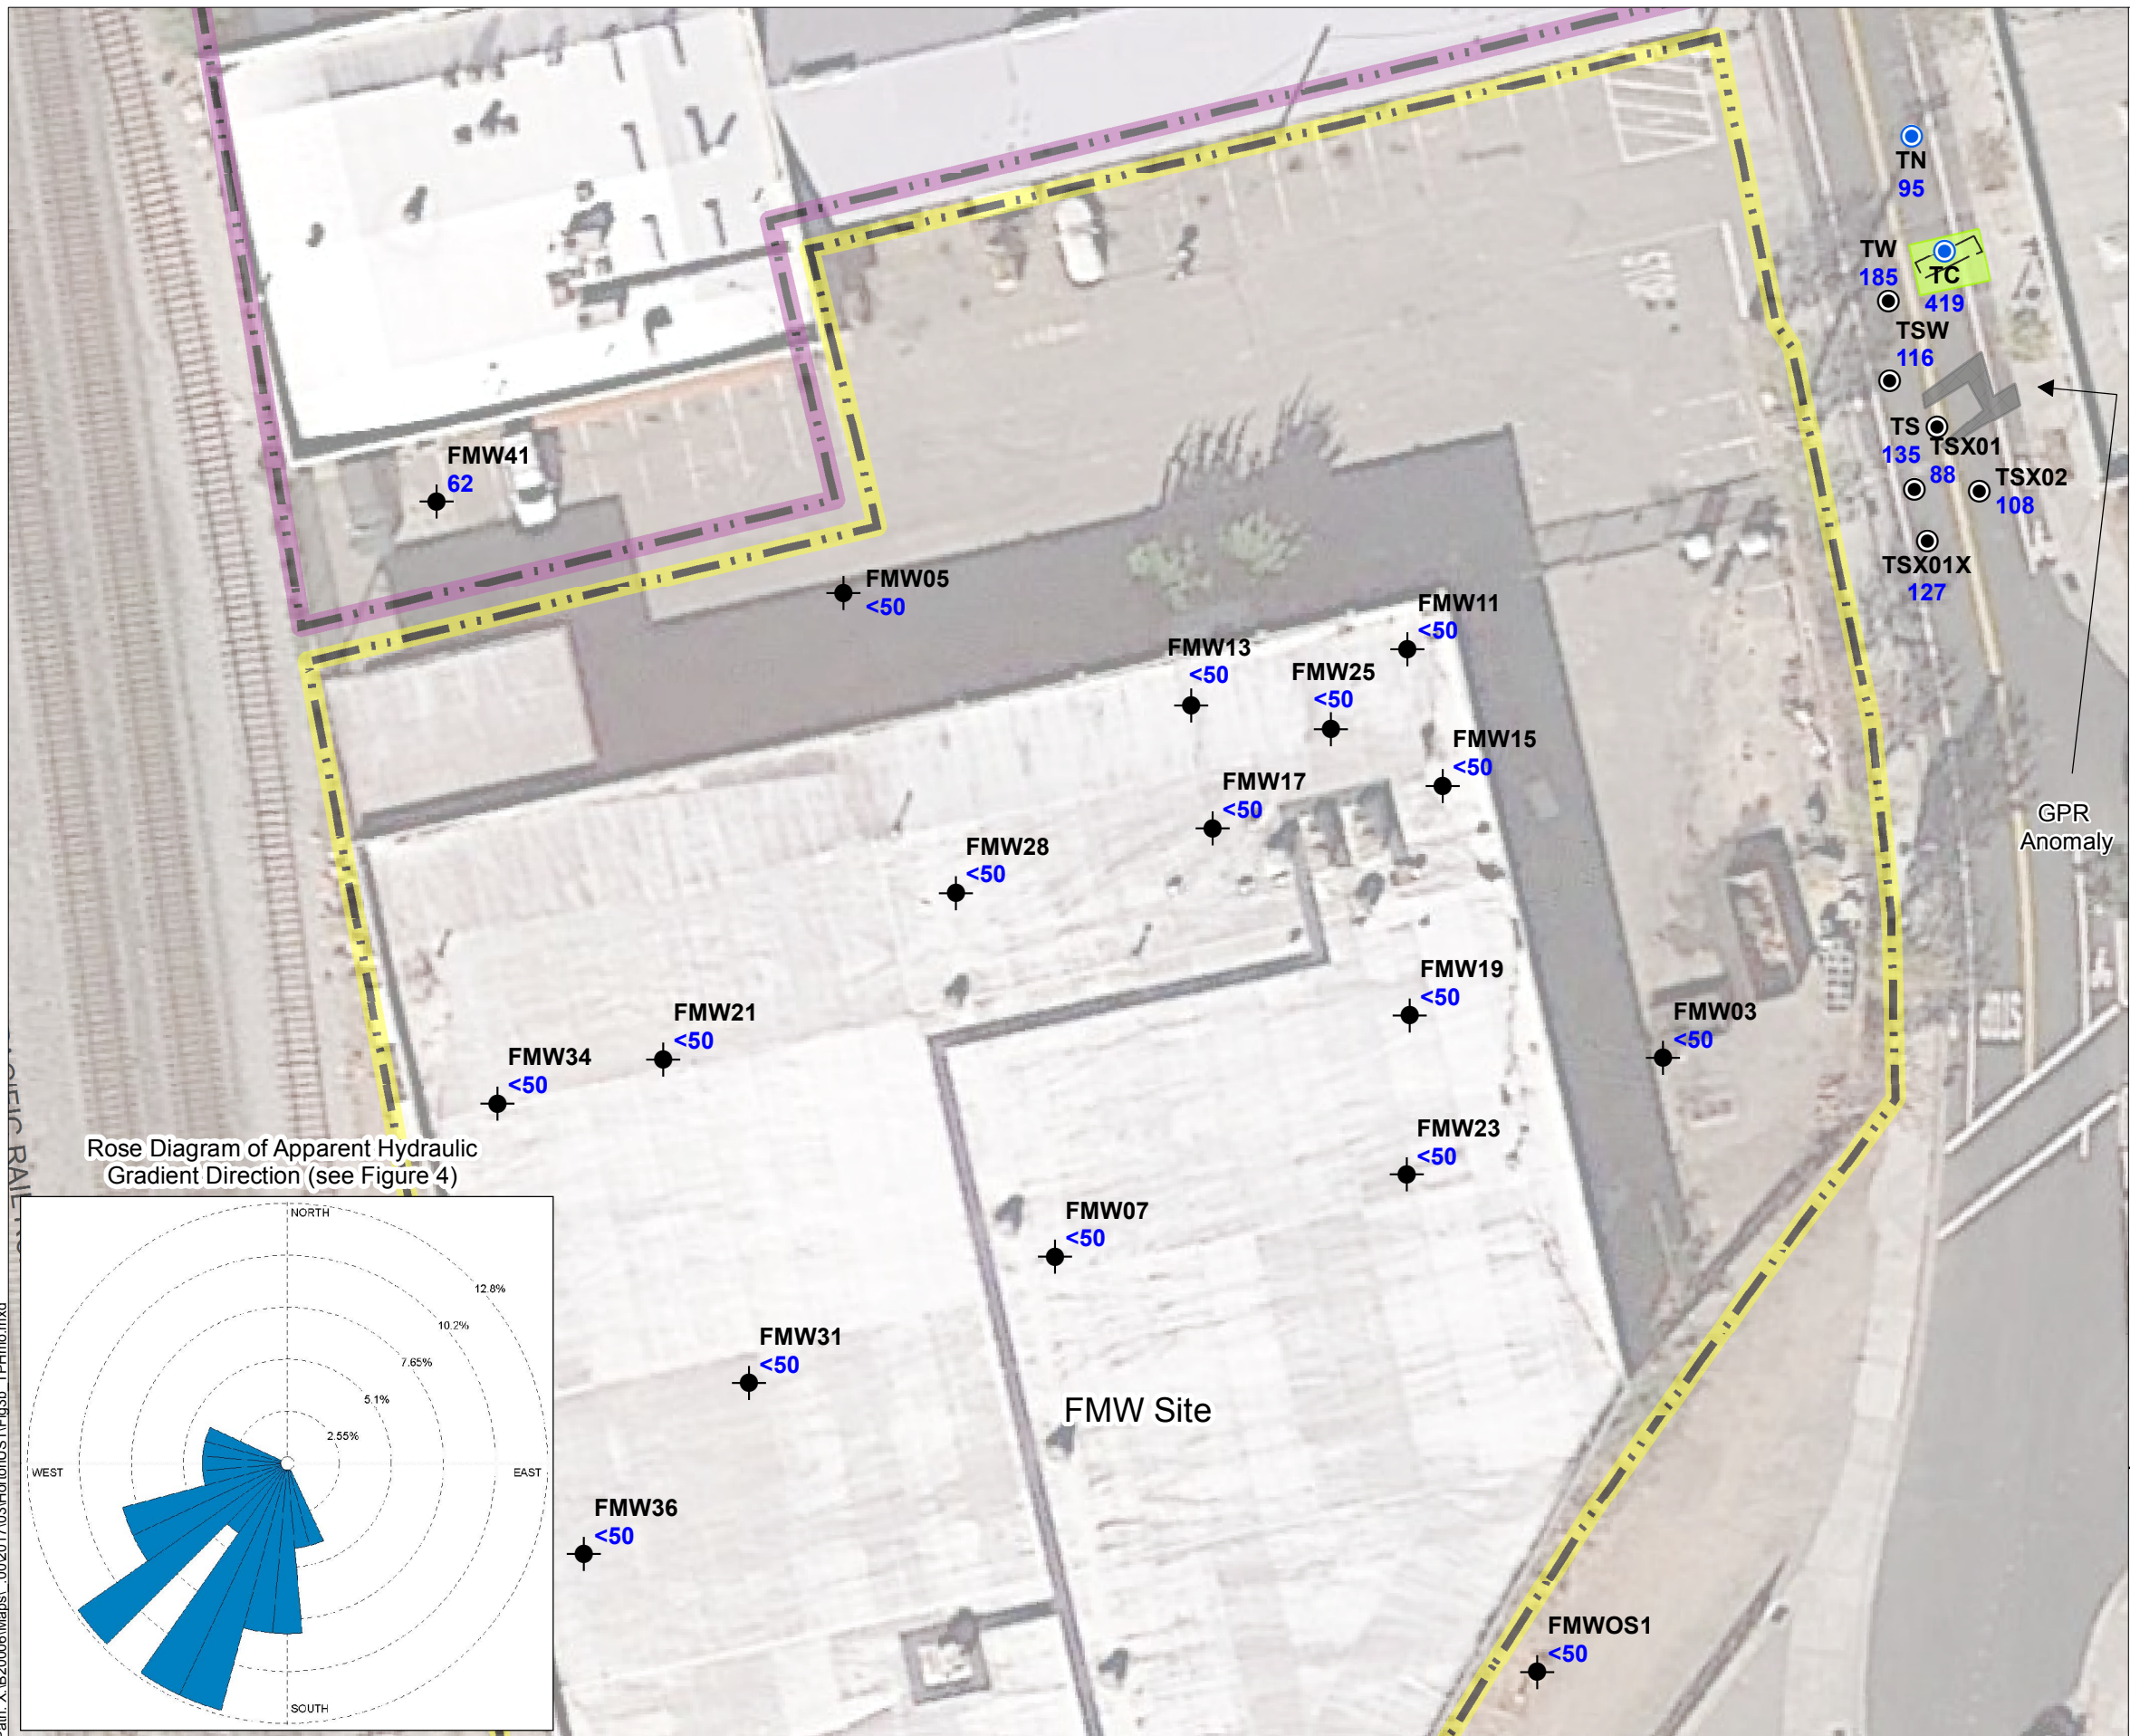 TN
95
TW
185
TC
419
TSW
116
TS
135
TSX01
88
TSX02
108
TSX01X
127
FMW41
62
FMW05
<50
FMW11
<50
FMW13
<50
FMW25
<50
FMW15
<50
FMW17
<50
GPR
Anomaly
FMW28
<50
FMW19
<50
FMW21
<50
FMW03
<50
FMW34
<50
FMW23
<50
FMW07
<50
FMW31
<50
FMW Site
FMW36
<50
FMWOS1
<50
Rose Diagram of Apparent Hydraulic
Gradient Direction (see Figure 4)
NORTH
12.8%
10.2%
7.65%
5.1%
2.55%
WEST
EAST
SOUTH